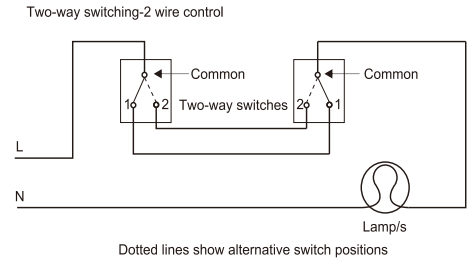 Two-way switching-2 wire control
Common
Common
1
2
Two-way switches
2
1
L
N
Lamp/s
Dotted lines show alternative switch positions